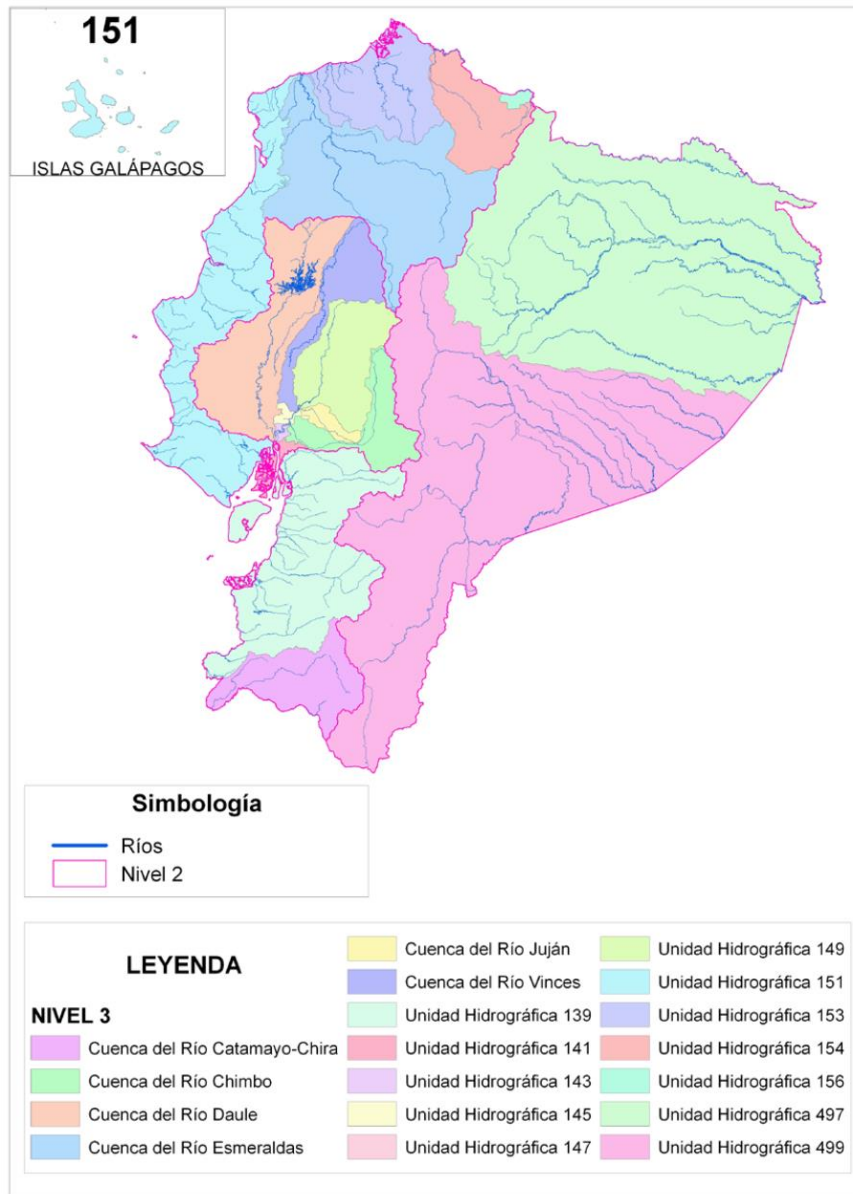 151
ISLAS GALÁPAGOS
Simbología
Ríos
Nivel 2
LEYENDA
NIVEL 3
Cuenca del Río Catamayo-Chira
Cuenca del Río Chimbo
Cuenca del Río Daule
Cuenca del Río Esmeraldas
Cuenca del Río Juján
Cuenca del Río Vinces
Unidad Hidrográfica 139
Unidad Hidrográfica 141
Unidad Hidrográfica 143
Unidad Hidrográfica 145
Unidad Hidrográfica 147
Unidad Hidrográfica 149
Unidad Hidrográfica 151
Unidad Hidrográfica 153
Unidad Hidrográfica 154
Unidad Hidrográfica 156
Unidad Hidrográfica 497
Unidad Hidrográfica 499